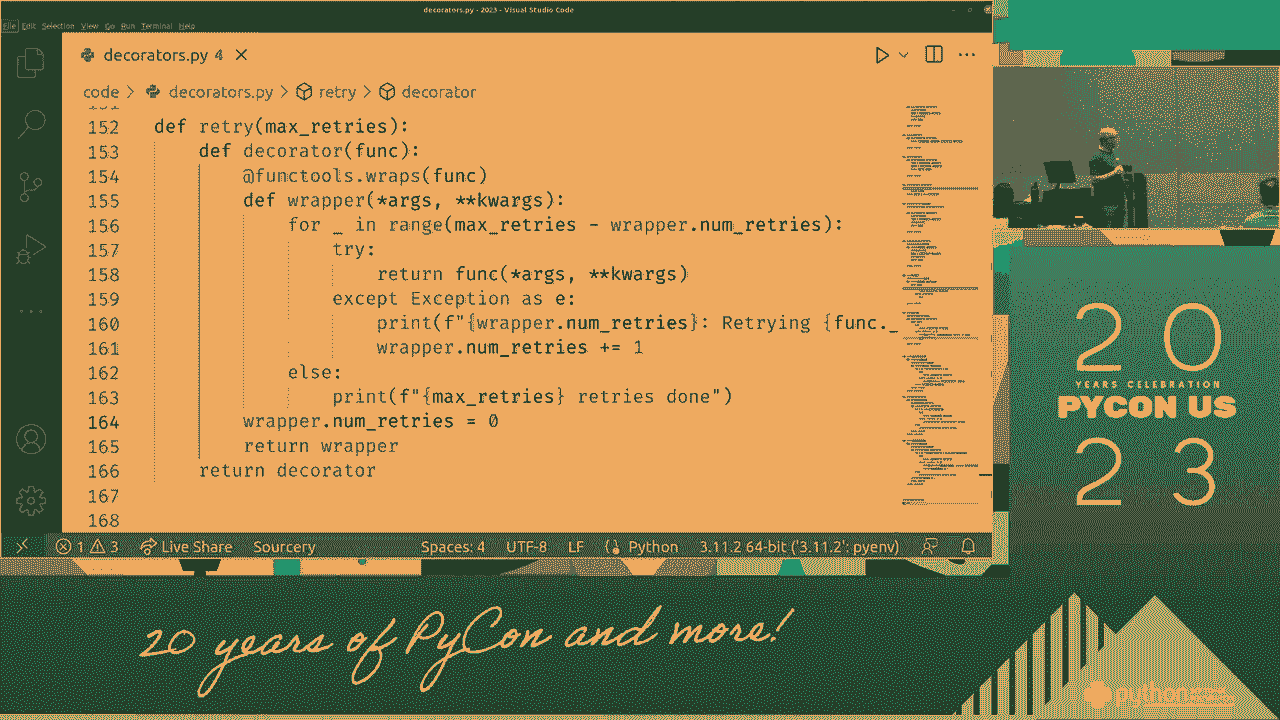 decorators.py - 2023 - Visual Studio Code
File Edit Selection View Go Run Terminal Help
decorators.py 4
code > decorators.py > retry > decorator
151
152 def retry(max_retries):
153 def decorator(func):
154 @functools.wraps(func)
155 def wrapper(*args, **kwargs):
156 for _ in range(max_retries - wrapper.num_retries):
157 try:
158 return func(*args, **kwargs)
159 except Exception as e:
160 print(f"{wrapper.num_retries}: Retrying {func._
161 wrapper.num_retries += 1
162 else:
163 print(f"{max_retries} retries done")
164 wrapper.num_retries = 0
165 return wrapper
166 return decorator
167
168
1 3 Live Share Sourcery Spaces: 4 UTF-8 LF Python 3.11.2 64-bit ('3.11.2': pyenv)
20
YEARS CELEBRATION
PYCON US
23
20 years of PyCon and more!
python